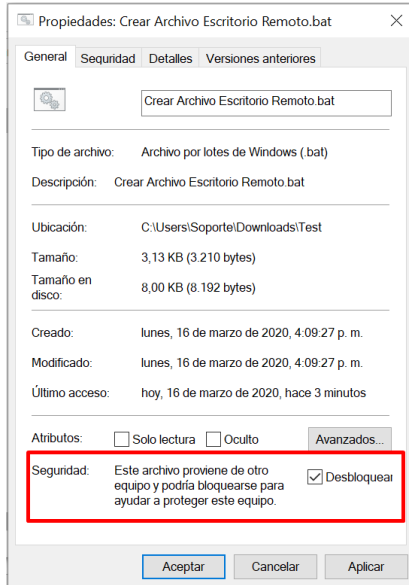 Propiedades: Crear Archivo Escritorio Remoto.bat
General Seguridad Detalles Versiones anteriores
Crear Archivo Escritorio Remoto.bat
Tipo de archivo: Archivo por lotes de Windows (.bat)
Descripción: Crear Archivo Escritorio Remoto.bat
Ubicación: C:\Users\Soporte\Downloads\Test
Tamaño: 3,13 KB (3.210 bytes)
Tamaño en
disco: 8,00 KB (8.192 bytes)
Creado: lunes, 16 de marzo de 2020, 4:09:27 p. m.
Modificado: lunes, 16 de marzo de 2020, 4:09:27 p. m.
Último acceso: hoy, 16 de marzo de 2020, hace 3 minutos
Atributos: Solo lectura Oculto Avanzados...
Seguridad: Este archivo proviene de otro
equipo y podría bloquearse para
ayudar a proteger este equipo.
Desbloquear
Aceptar Cancelar Aplicar